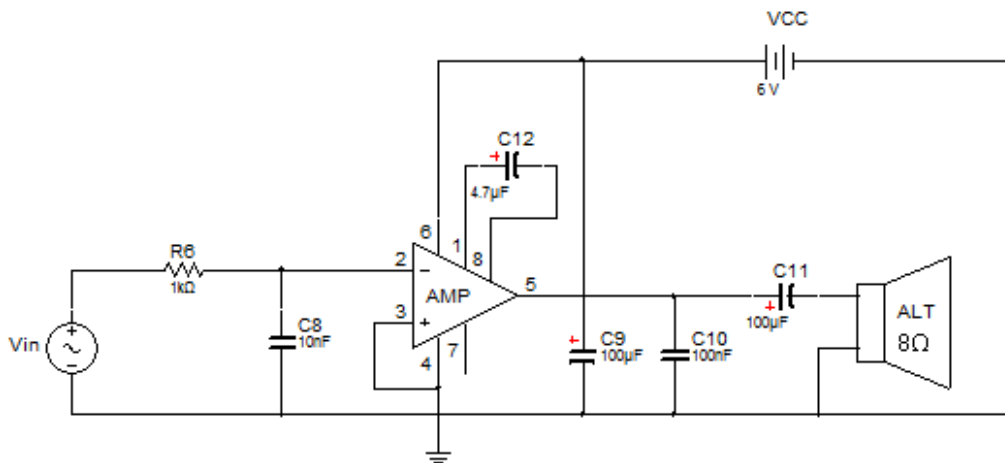 VCC
6 V
C12
+
4.7µF
6
1
8
R6
1kΩ
2
−
AMP
5
3
+
4
7
Vin
+
−
C8
10nF
+
C9
100µF
C10
100nF
C11
+
100µF
ALT
8Ω